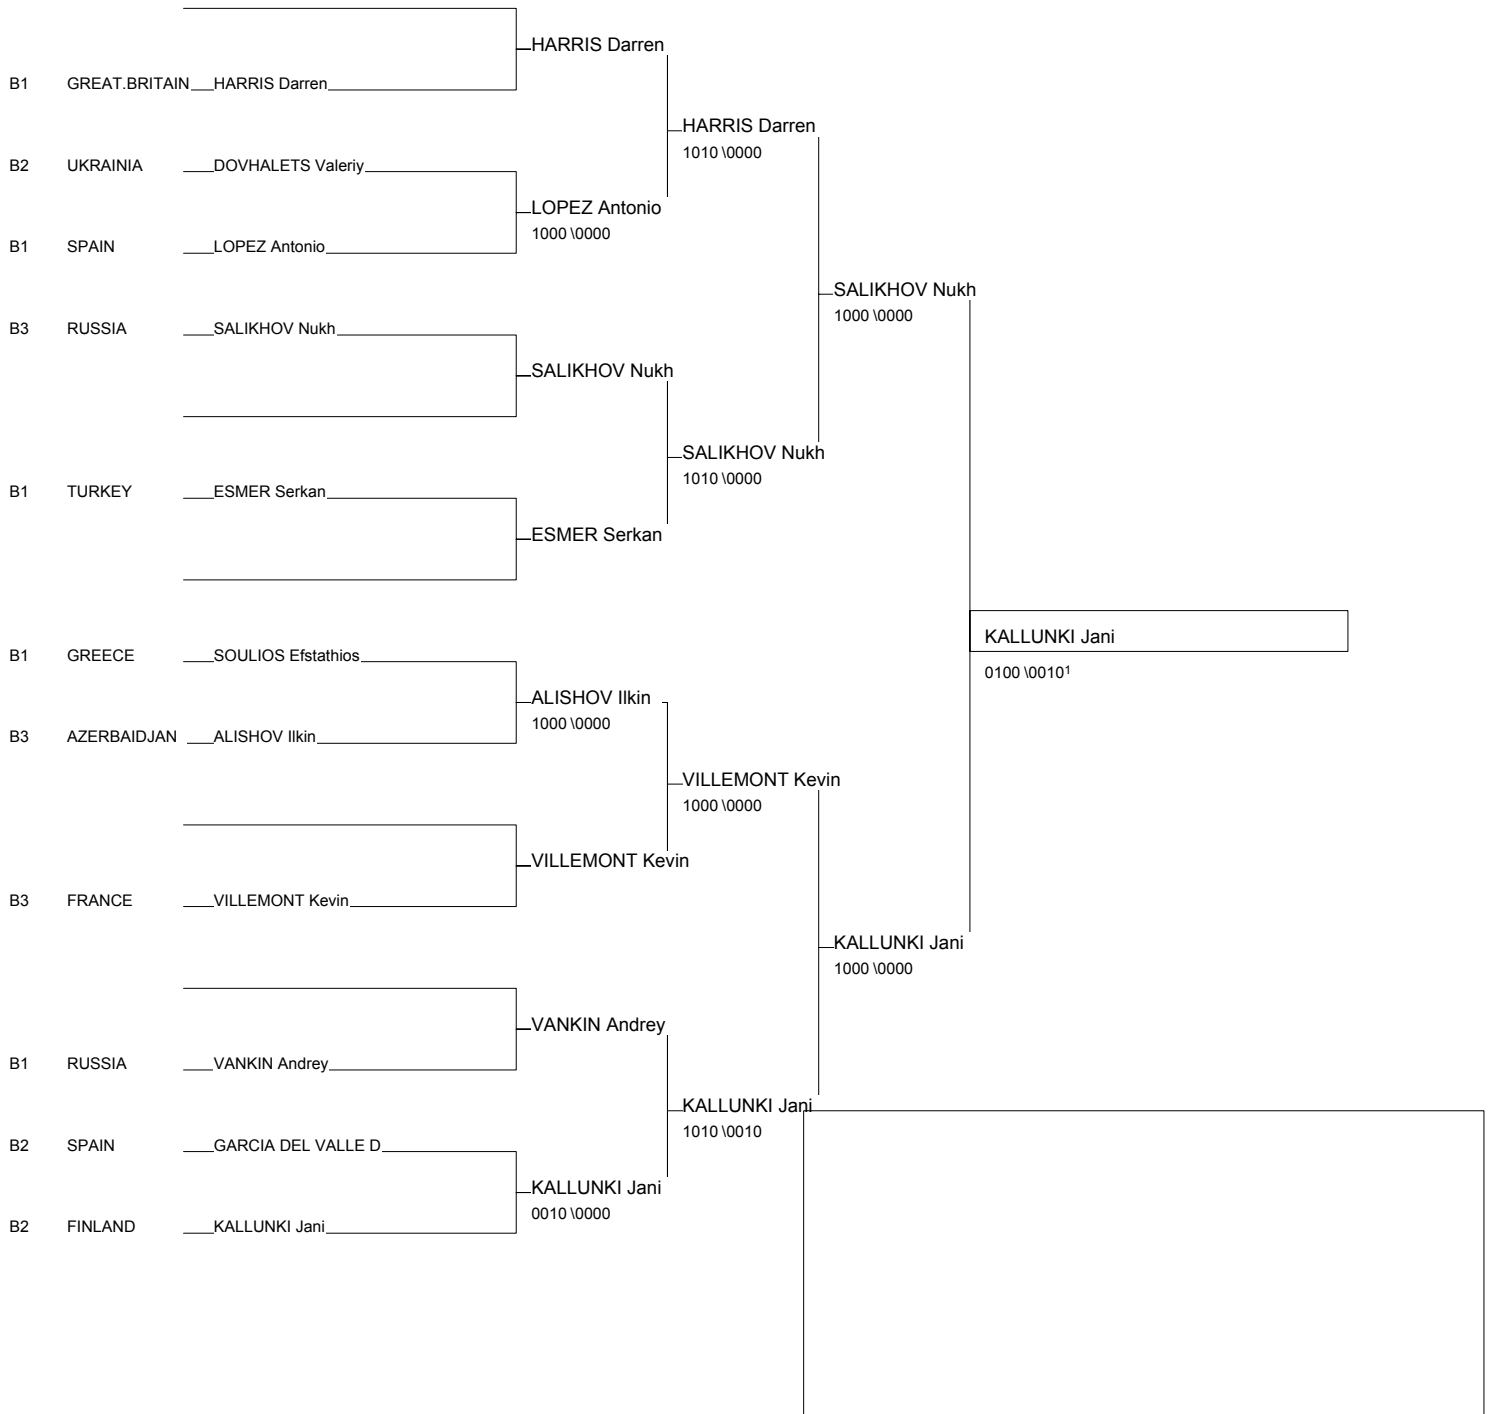 HARRIS Darren
B1 GREAT.BRITAIN HARRIS Darren
HARRIS Darren
1010 \0000
B2 UKRAINIA DOVHALETS Valeriy
LOPEZ Antonio
1000 \0000
B1 SPAIN LOPEZ Antonio
SALIKHOV Nukh
1000 \0000
B3 RUSSIA SALIKHOV Nukh
SALIKHOV Nukh
SALIKHOV Nukh
1010 \0000
B1 TURKEY ESMER Serkan
ESMER Serkan
KALLUNKI Jani
0100 \0010¹
B1 GREECE SOULIOS Efstathios
ALISHOV Ilkin
1000 \0000
B3 AZERBAIDJAN ALISHOV Ilkin
VILLEMONT Kevin
1000 \0000
VILLEMONT Kevin
B3 FRANCE VILLEMONT Kevin
KALLUNKI Jani
1000 \0000
VANKIN Andrey
B1 RUSSIA VANKIN Andrey
KALLUNKI Jani
1010 \0010
B2 SPAIN GARCIA DEL VALLE D
KALLUNKI Jani
0010 \0000
B2 FINLAND KALLUNKI Jani